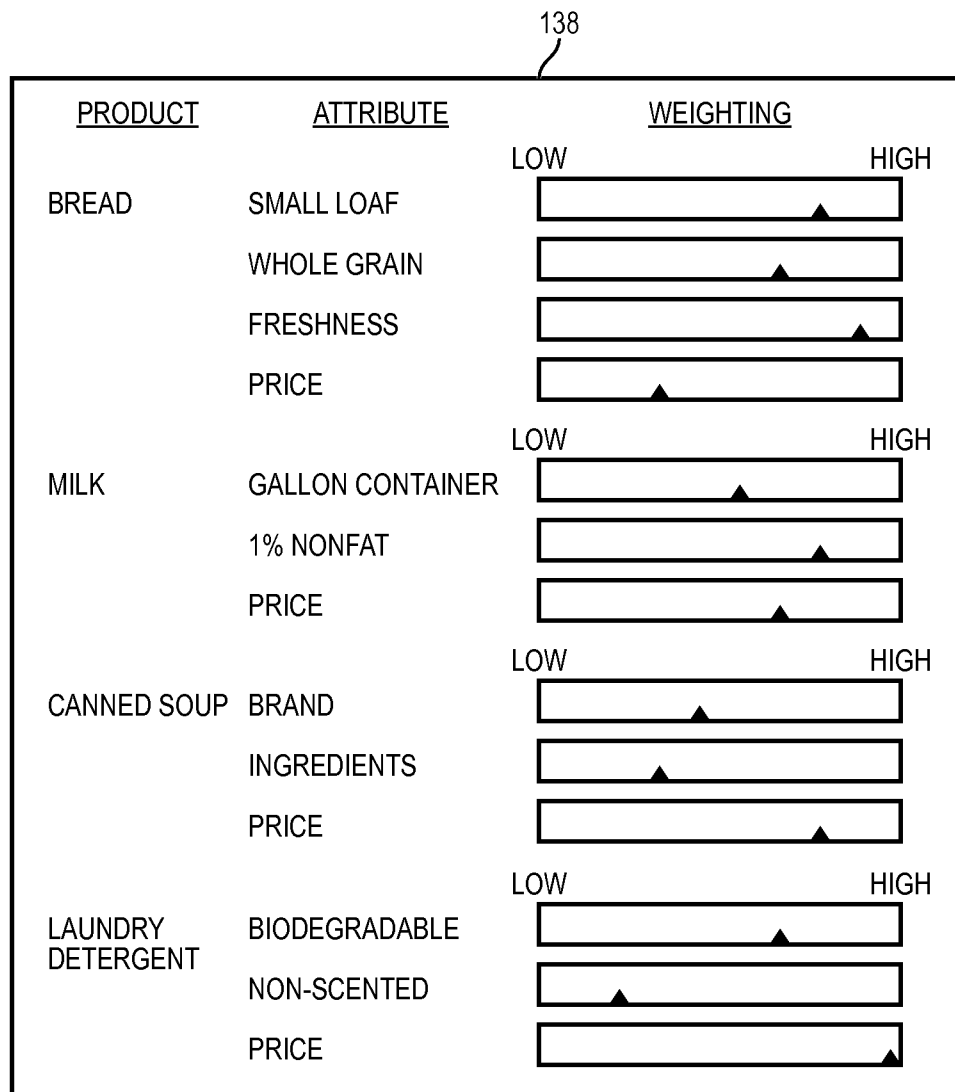 138
PRODUCT ATTRIBUTE WEIGHTING
LOW HIGH
BREAD SMALL LOAF
WHOLE GRAIN
FRESHNESS
PRICE
LOW HIGH
MILK GALLON CONTAINER
1% NONFAT
PRICE
LOW HIGH
CANNED SOUP BRAND
INGREDIENTS
PRICE
LOW HIGH
LAUNDRY BIODEGRADABLE
DETERGENT
NON-SCENTED
PRICE